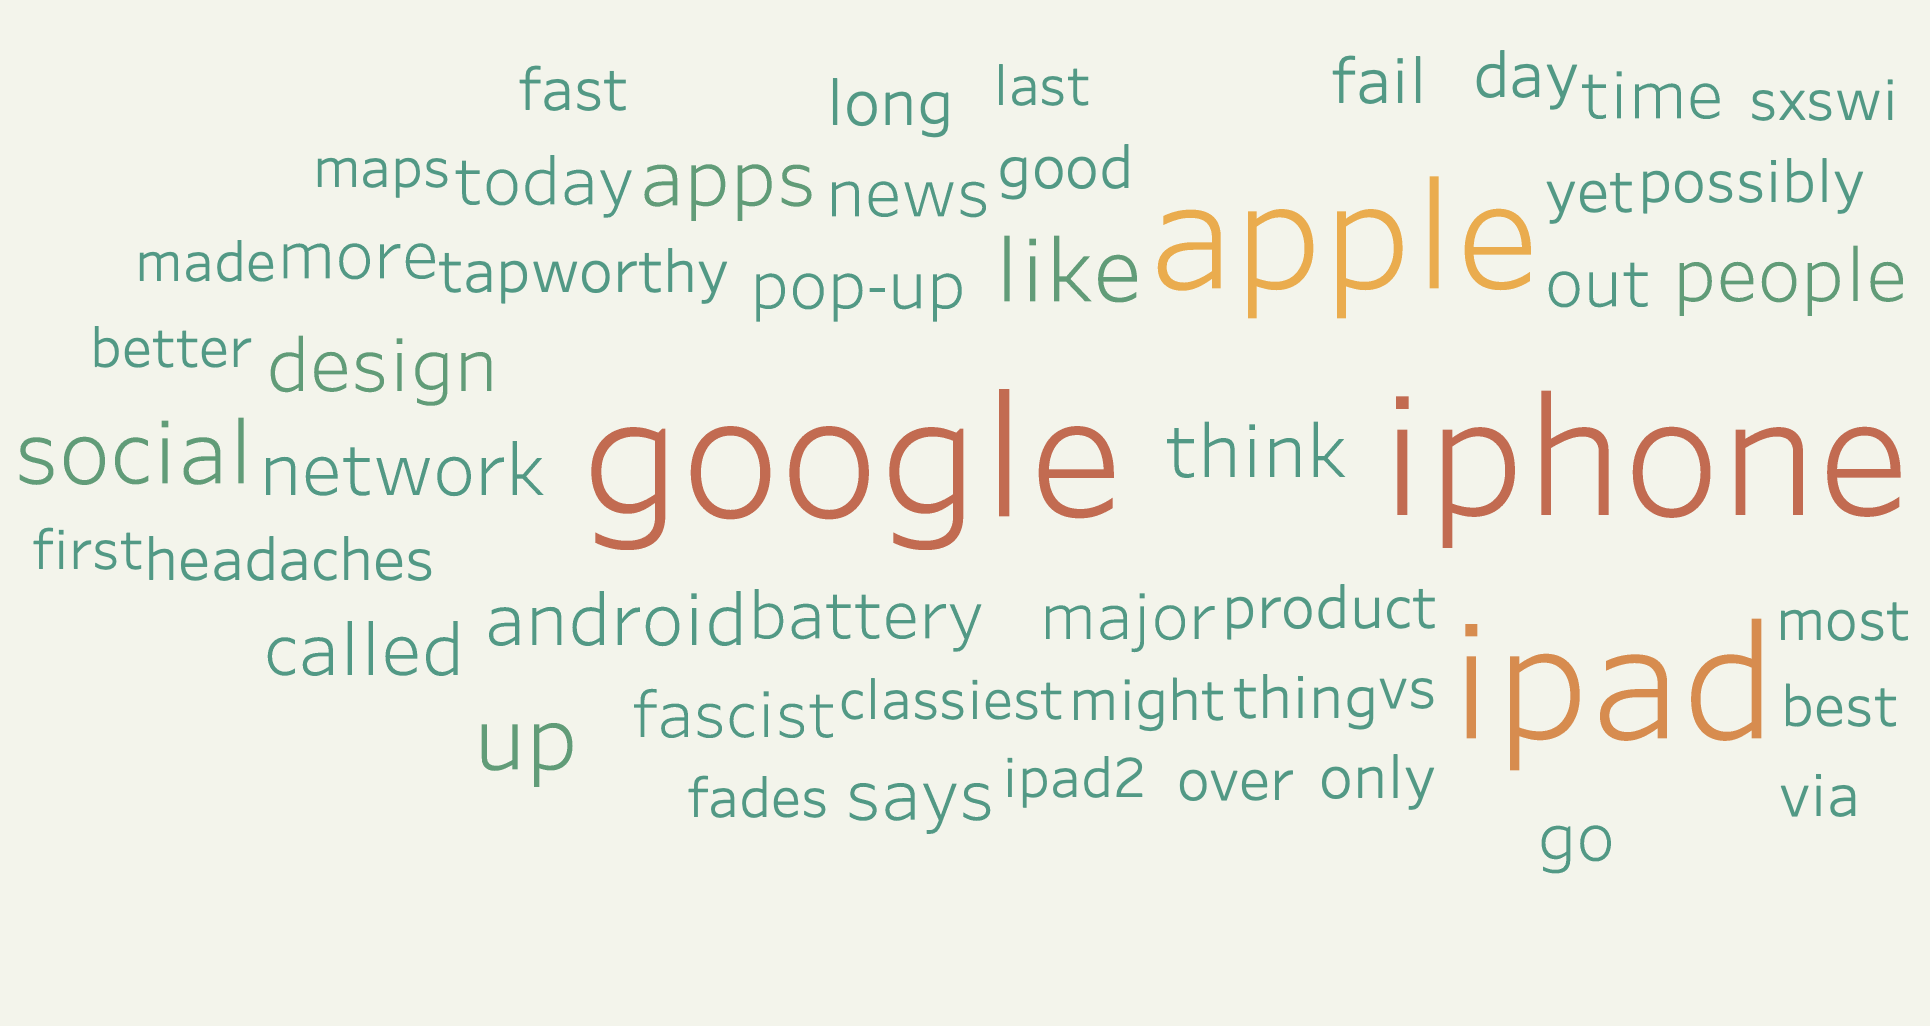 fast long last fail day time sxswi
maps today apps news good yet possibly
made more tapworthy pop-up like apple out people
better design
social network google think iphone
first headaches
called android battery major product most
up fascist classiest might thing vs ipad best
fades says ipad2 over only via
go